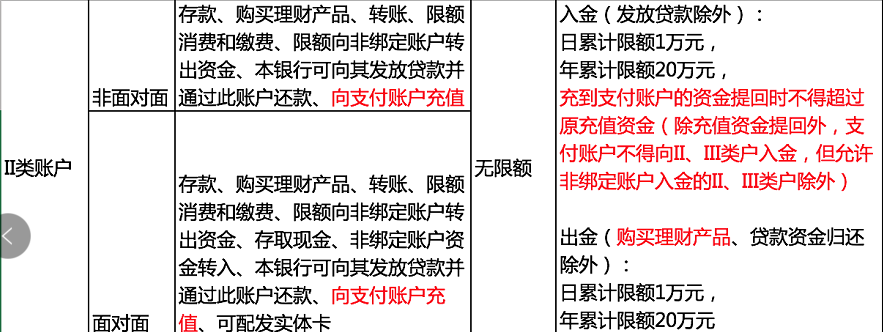 II类账户
非面对面
存款、购买理财产品、转账、限额
消费和缴费、限额向非绑定账户转
出资金、本银行可向其发放贷款并
通过此账户还款、向支付账户充值
面对面
存款、购买理财产品、转账、限额
消费和缴费、限额向非绑定账户转
出资金、存取现金、非绑定账户资
金转入、本银行可向其发放贷款并
通过此账户还款、向支付账户充
值、可配发实体卡
无限额
入金（发放贷款除外）：
日累计限额1万元，
年累计限额20万元，
充到支付账户的资金提回时不得超过
原充值资金（除充值资金提回外，支
付账户不得向II、III类户入金，但允许
非绑定账户入金的II、III类户除外）
出金（购买理财产品、贷款资金归还
除外）：
日累计限额1万元，
年累计限额20万元